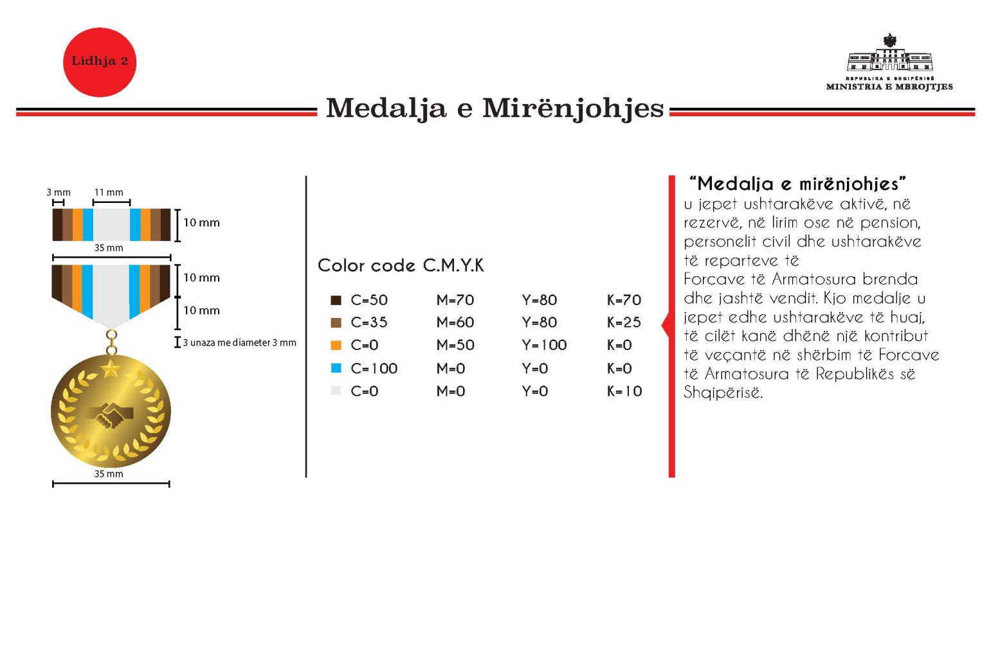 Lidhja 2
REPUBLIKA E SHQIPËRISË
MINISTRIA E MBROJTJES
Medalja e Mirënjohjes
3 mm
11 mm
10 mm
35 mm
10 mm
10 mm
3 unaza me diameter 3 mm
35 mm
Color code C.M.Y.K
C=50 M=70 Y=80 K=70
C=35 M=60 Y=80 K=25
C=0 M=50 Y=100 K=0
C=100 M=0 Y=0 K=0
C=0 M=0 Y=0 K=10
“Medalja e mirënjohjes”
u jepet ushtarakëve aktivë, në
rezervë, në lirim ose në pension,
personelit civil dhe ushtarakëve
të reparteve të
Forcave të Armatosura brenda
dhe jashtë vendit. Kjo medalje u
jepet edhe ushtarakëve të huaj,
të cilët kanë dhënë një kontribut
të veçantë në shërbim të Forcave
të Armatosura të Republikës së
Shqipërisë.